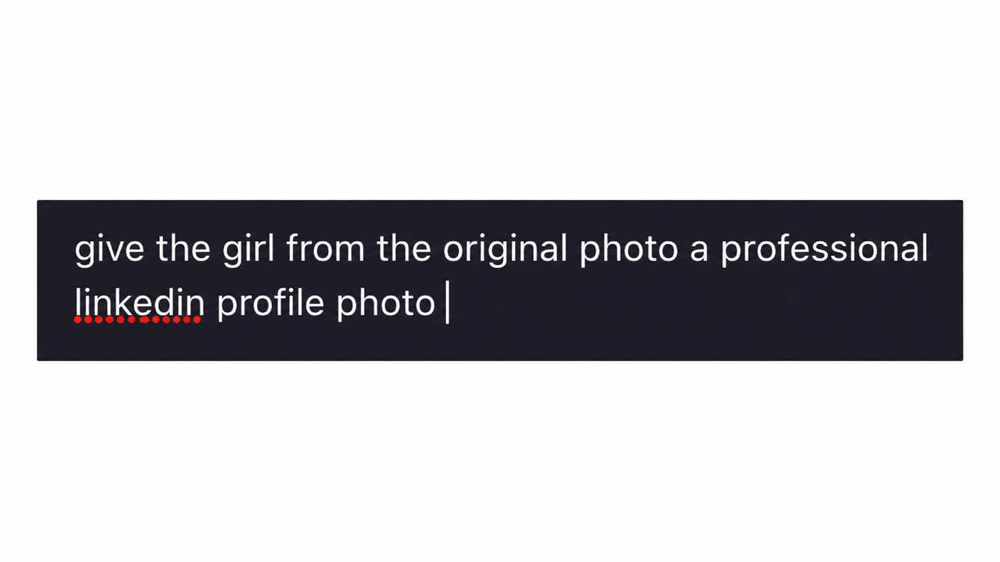 give the girl from the original photo a professional
linkedin profile photo